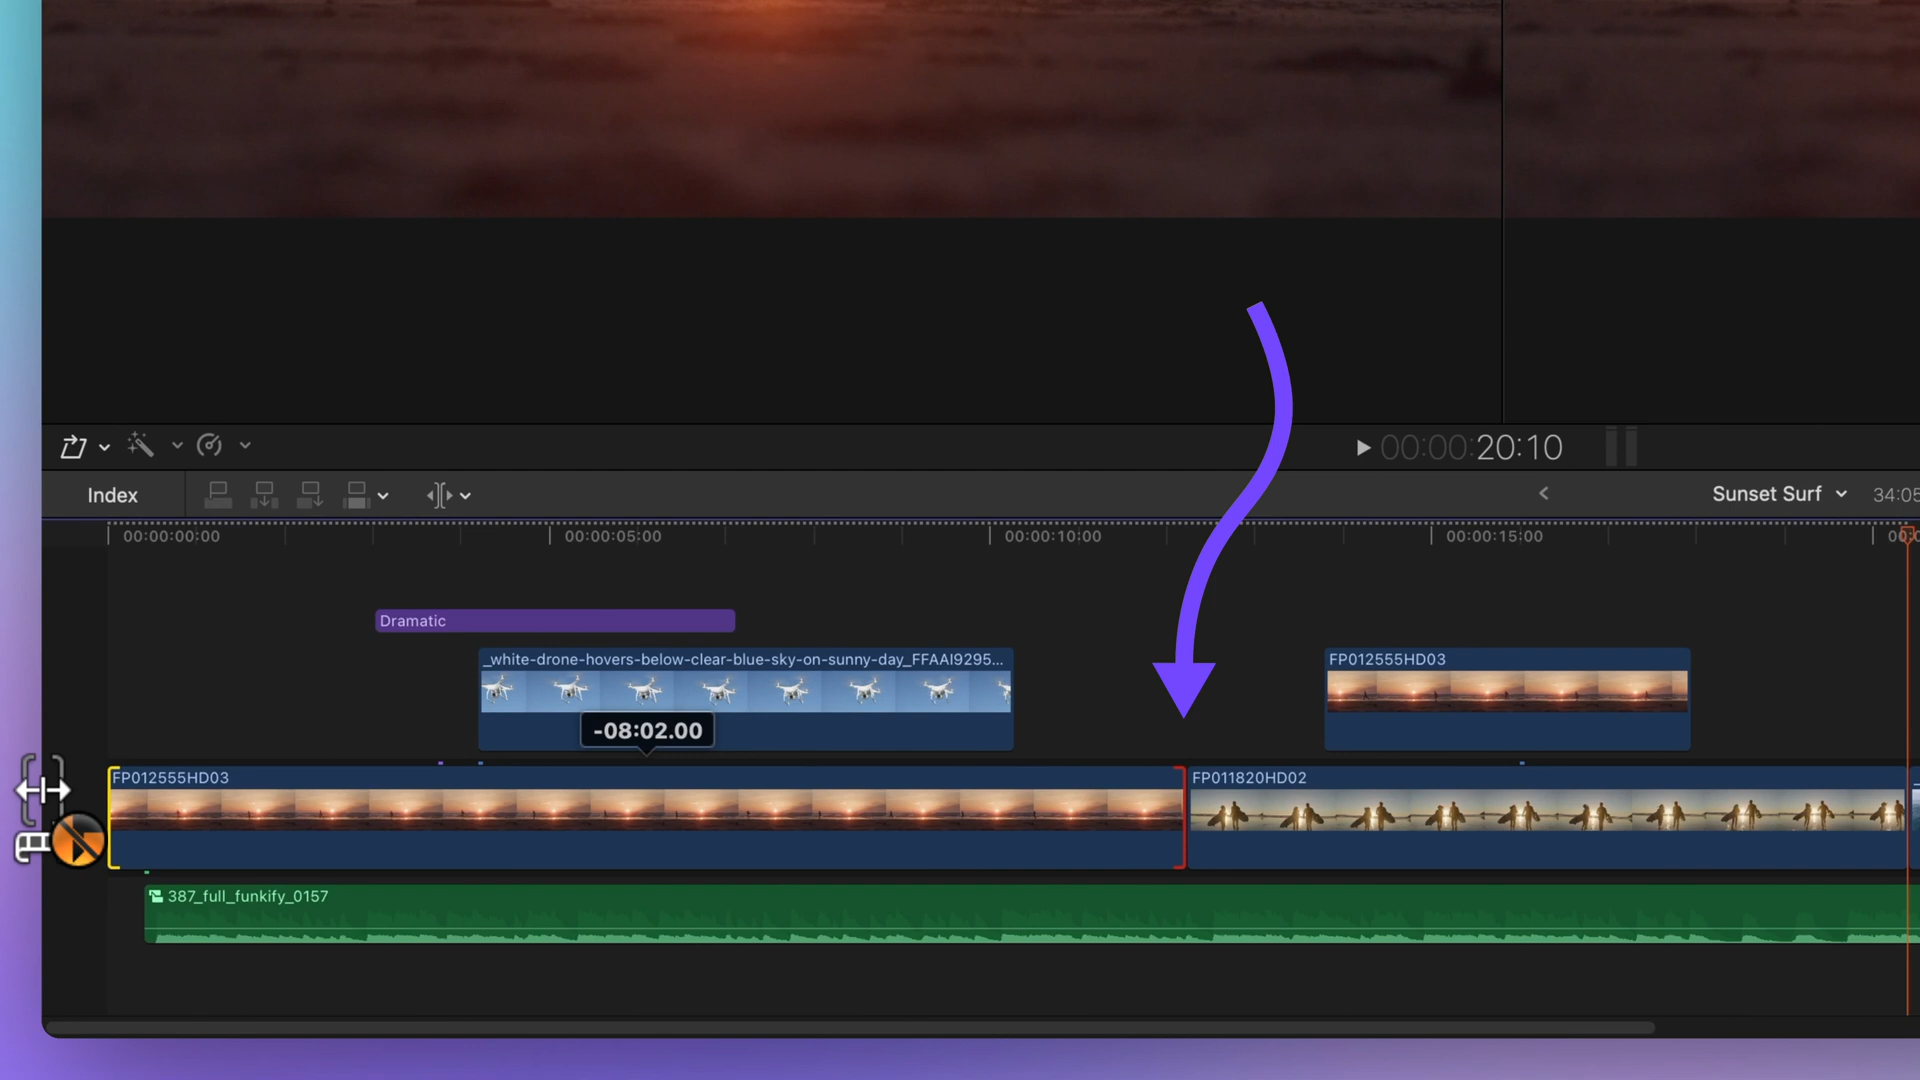 00:00:20:10
Index
Sunset Surf
34:05
00:00:00:00
00:00:05:00
00:00:10:00
00:00:15:00
Dramatic
_white-drone-hovers-below-clear-blue-sky-on-sunny-day_FFAAI9295...
FP012555HD03
-08:02.00
FP012555HD03
FP011820HD02
387_full_funkify_0157